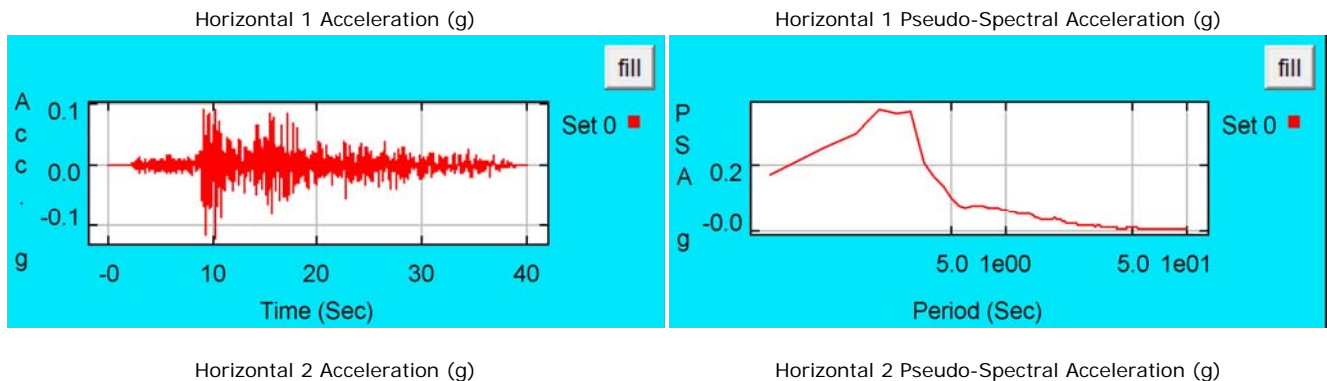 Horizontal 1 Acceleration (g)
Horizontal 1 Pseudo-Spectral Acceleration (g)
fill
A
c
c
.
g
0.1
0.0
-0.1
-0
10
20
30
40
Time (Sec)
Set 0
fill
P
S
A
g
0.2
-0.0
5.0 1e00
5.0 1e01
Period (Sec)
Set 0
Horizontal 2 Acceleration (g)
Horizontal 2 Pseudo-Spectral Acceleration (g)